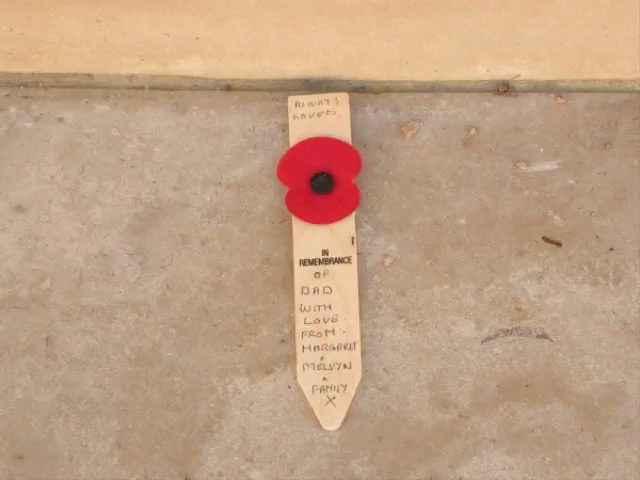 ALWAYS
LOVED.
IN
REMEMBRANCE
OF
DAD
WITH
LOVE
FROM:-
MARGARET
&
MELVYN
&
FAMILY
X